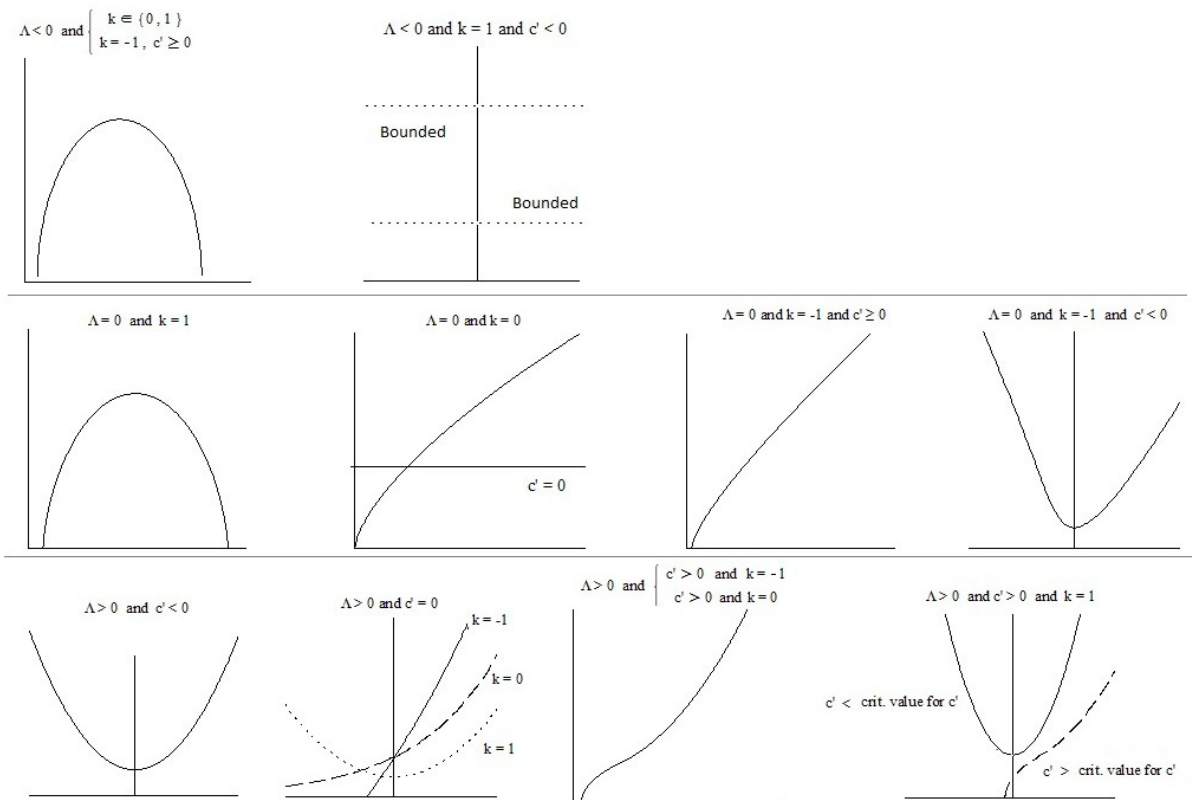 Λ < 0 and { k ∈ {0, 1}
k = -1, c' ≥ 0
Λ < 0 and k = 1 and c' < 0
Bounded
Bounded
Λ = 0 and k = 1
Λ = 0 and k = 0
c' = 0
Λ = 0 and k = -1 and c' ≥ 0
Λ = 0 and k = -1 and c' < 0
Λ > 0 and c' < 0
Λ > 0 and c' = 0
k = -1
k = 0
k = 1
Λ > 0 and { c' > 0 and k = -1
c' > 0 and k = 0
Λ > 0 and c' > 0 and k = 1
c' < crit. value for c'
c' > crit. value for c'